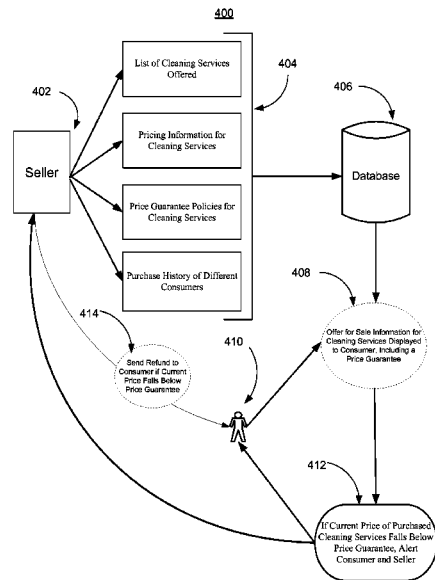 400
List of Cleaning Services
Offered
404
402
406
Seller
Pricing Information for
Cleaning Services
Database
Price Guarantee Policies for
Cleaning Services
408
Purchase History of Different
Consumers
Offer for Sale Information for
Cleaning Services Displayed
to Consumer, Including a
Price Guarantee
414
410
Send Refund to
Consumer if Current
Price Falls Below
Price Guarantee
412
If Current Price of Purchased
Cleaning Services Falls Below
Price Guarantee, Alert
Consumer and Seller